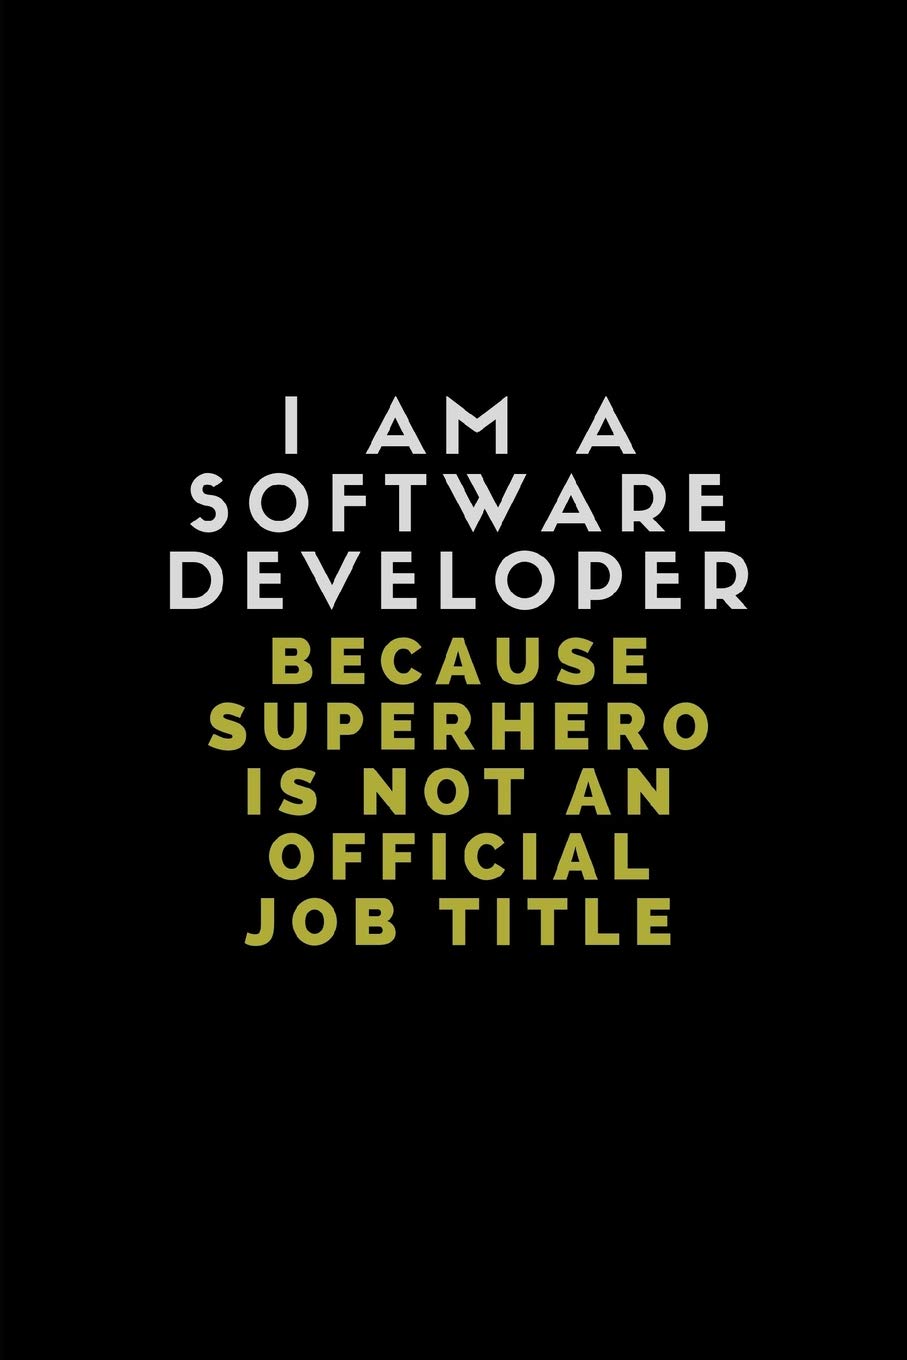 I AM A
SOFTWARE
DEVELOPER
BECAUSE
SUPERHERO
IS NOT AN
OFFICIAL
JOB TITLE